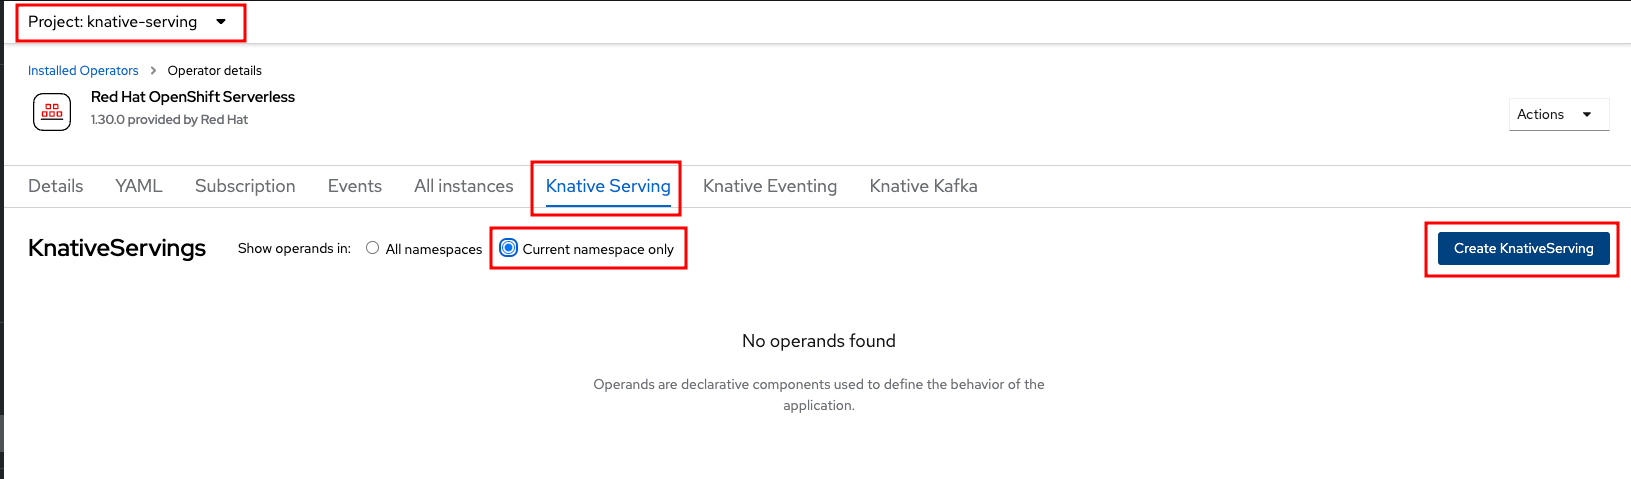 Project: knative-serving
Installed Operators > Operator details
Red Hat OpenShift Serverless
1.30.0 provided by Red Hat
Actions
Details YAML Subscription Events All instances Knative Serving Knative Eventing Knative Kafka
KnativeServings Show operands in: All namespaces Current namespace only Create KnativeServing
No operands found
Operands are declarative components used to define the behavior of the
application.